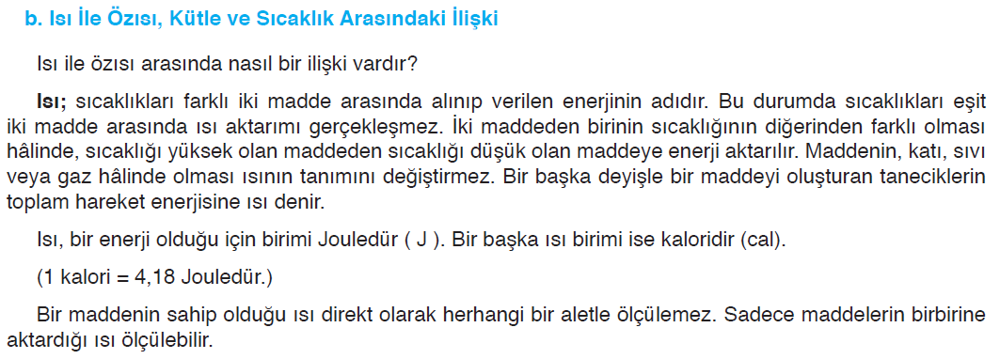 b. Isı İle Özısı, Kütle ve Sıcaklık Arasındaki İlişki
Isı ile özısı arasında nasıl bir ilişki vardır?
Isı; sıcaklıkları farklı iki madde arasında alınıp verilen enerjinin adıdır. Bu durumda sıcaklıkları eşit
iki madde arasında ısı aktarımı gerçekleşmez. İki maddeden birinin sıcaklığının diğerinden farklı olması
hâlinde, sıcaklığı yüksek olan maddeden sıcaklığı düşük olan maddeye enerji aktarılır. Maddenin, katı, sıvı
veya gaz hâlinde olması ısının tanımını değiştirmez. Bir başka deyişle bir maddeyi oluşturan taneciklerin
toplam hareket enerjisine ısı denir.
Isı, bir enerji olduğu için birimi Jouledür ( J ). Bir başka ısı birimi ise kaloridir (cal).
(1 kalori = 4,18 Jouledür.)
Bir maddenin sahip olduğu ısı direkt olarak herhangi bir aletle ölçülemez. Sadece maddelerin birbirine
aktardığı ısı ölçülebilir.